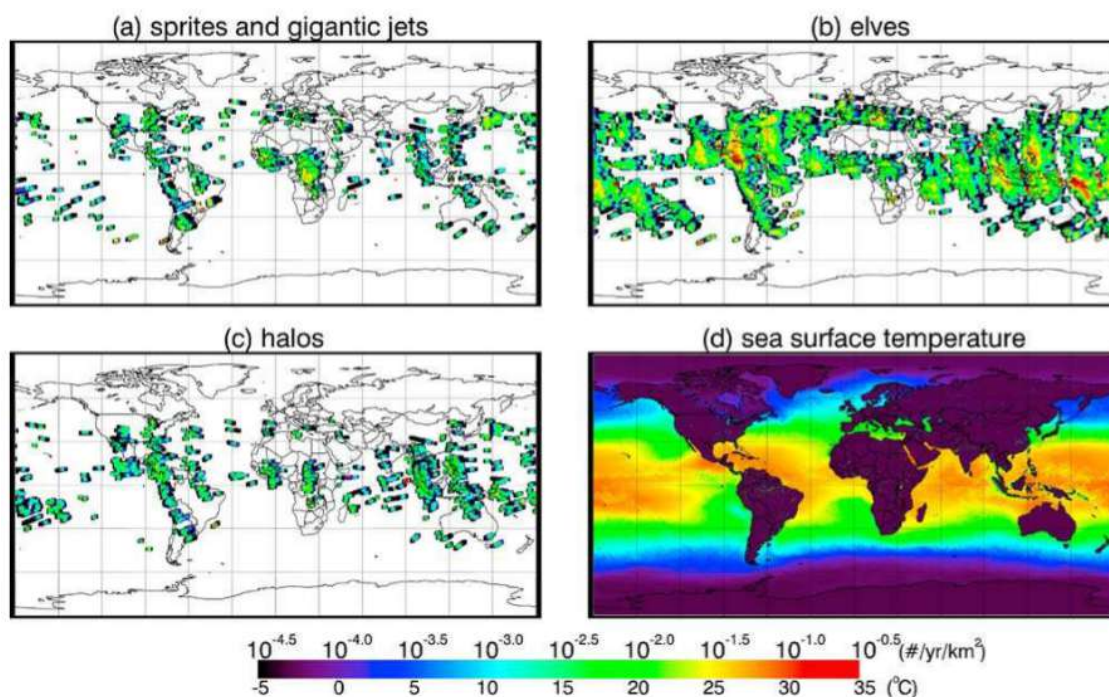 (a) sprites and gigantic jets
(b) elves
(c) halos
(d) sea surface temperature
10^-4.5 10^-4.0 10^-3.5 10^-3.0 10^-2.5 10^-2.0 10^-1.5 10^-1.0 10^-0.5 (#/yr/km²)
-5 0 5 10 15 20 25 30 35 (°C)